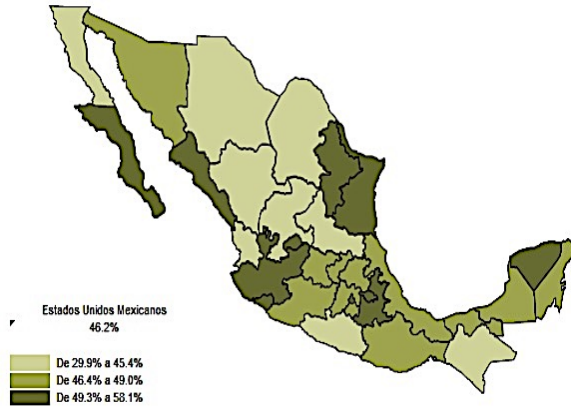 Estados Unidos Mexicanos
46.2%
De 29.9% a 45.4%
De 46.4% a 49.0%
De 49.3% a 58.1%